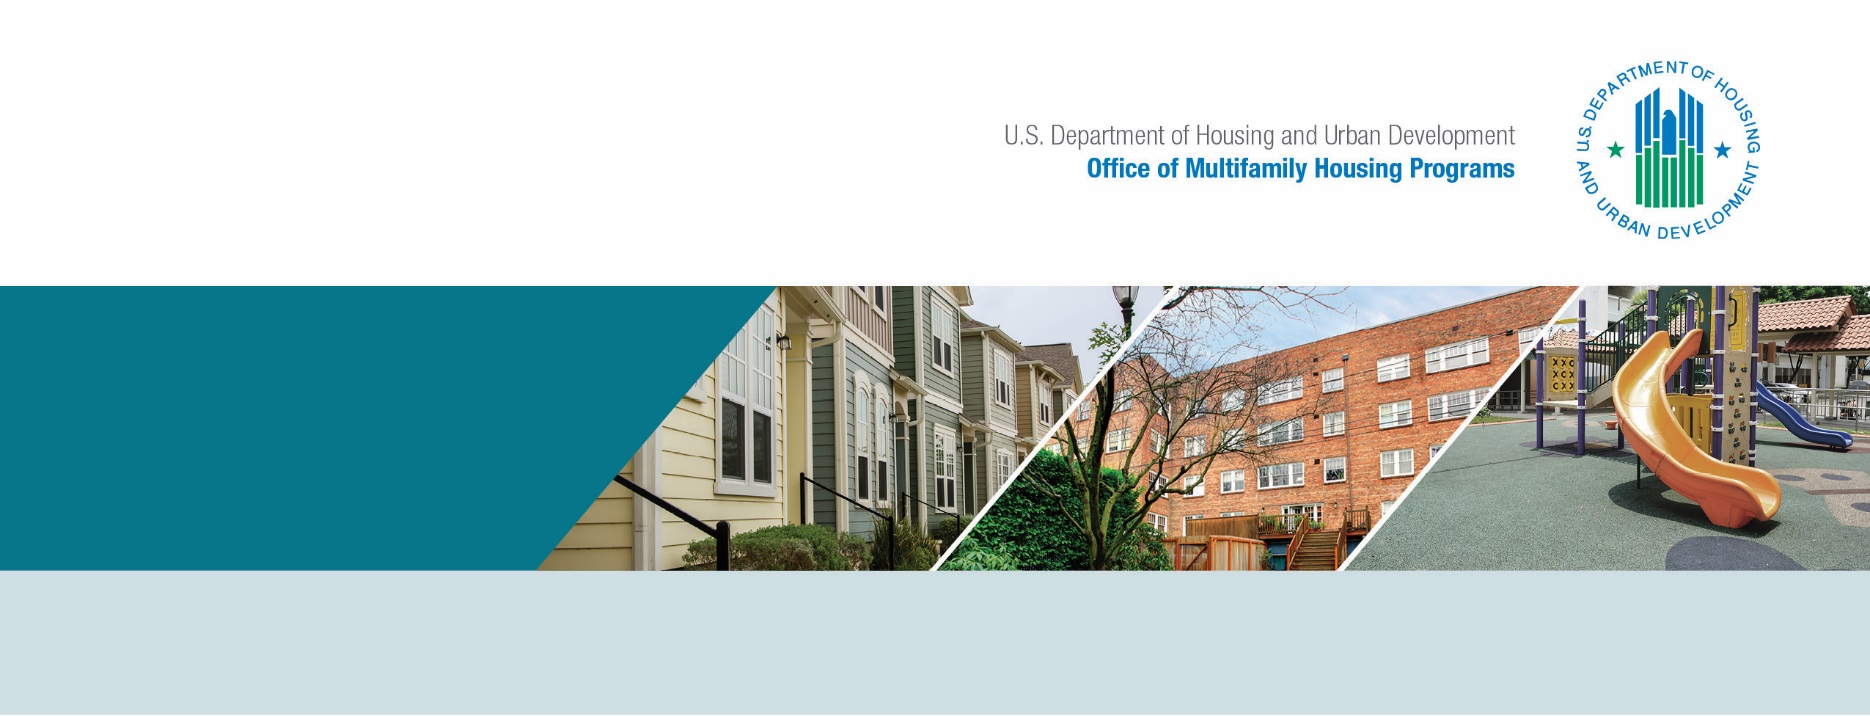 U.S. Department of Housing and Urban Development
Office of Multifamily Housing Programs
U.S. DEPARTMENT OF HOUSING
AND URBAN DEVELOPMENT